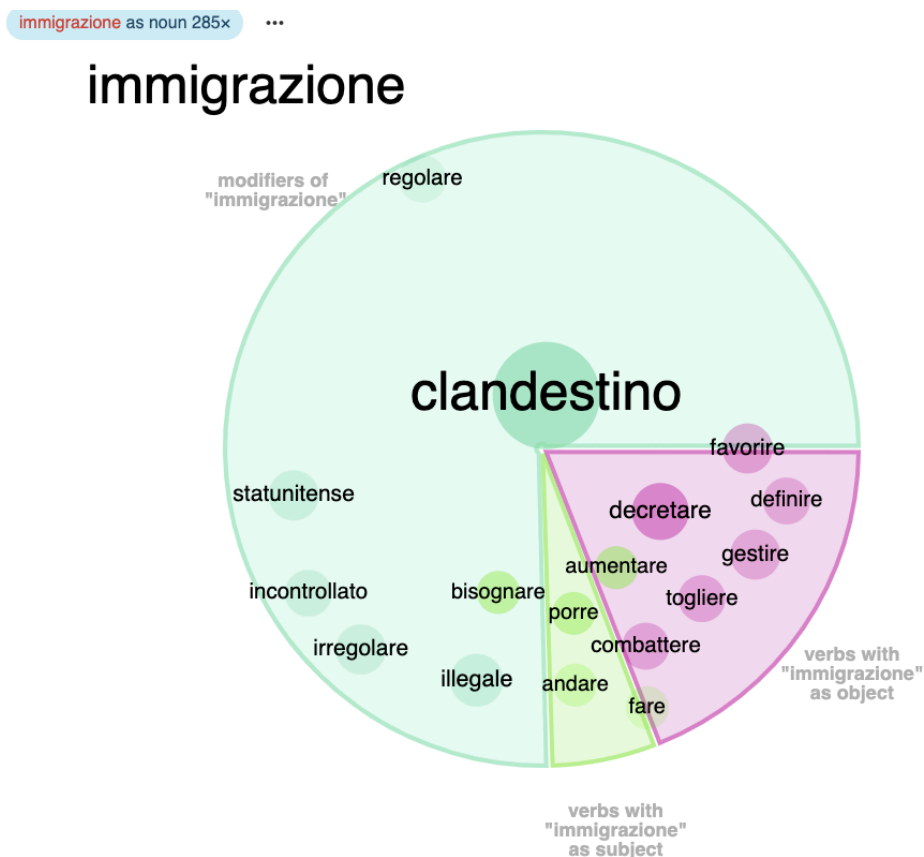 immigrazione as noun 285× •••
immigrazione
modifiers of
"immigrazione"
regolare
clandestino
favorire
statunitense
decretare
definire
aumentare
gestire
incontrollato
bisognare
togliere
porre
irregolare
combattere
illegale
andare
fare
verbs with
"immigrazione"
as object
verbs with
"immigrazione"
as subject